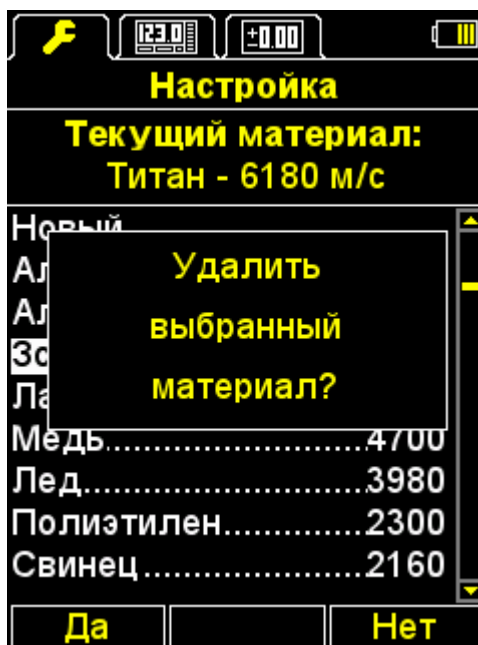 123.0
±0.00
Настройка
Текущий материал:
Титан - 6180 м/с
Новый
Удалить
выбранный
материал?
Медь....................4700
Лед......................3980
Полиэтилен............2300
Свинец.................2160
Да
Нет